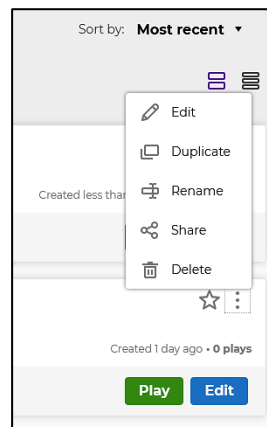 Sort by: Most recent
Edit
Duplicate
Created less than
Rename
Share
Delete
Created 1 day ago • 0 plays
Play Edit